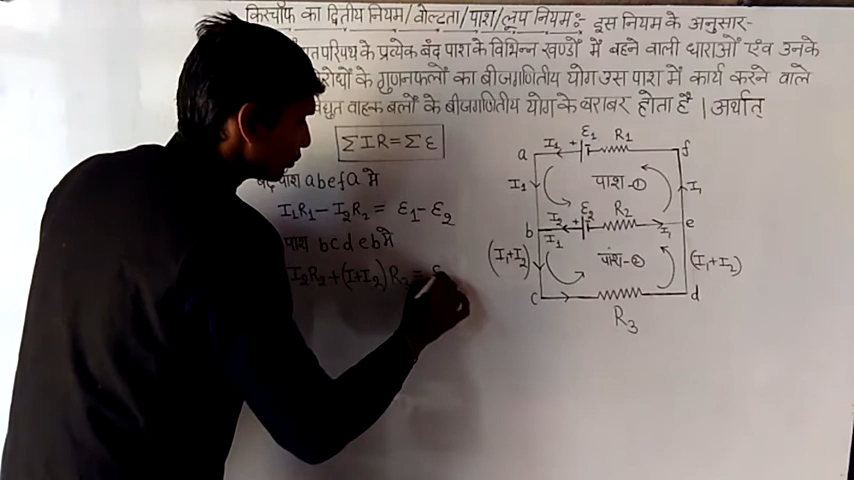 किरचॉफ का द्वितीय नियम/वोल्टता/पाश/लूप नियम :- इस नियम के अनुसार-
परिपथ के प्रत्येक बंद पाश के विभिन्न खण्डों में बहने वाली धाराओं एंव उनके
के गुणनफलों का बीजगणितीय योग उस पाश में कार्य करने वाले
वाहक बलों के बीजगणितीय योग के बराबर होता है । अर्थात्
ΣIR = Σε
पाश abefa में
I₁R₁ - I₂R₂ = ε₁ - ε₂
पाश bcdeb में
I₂R₂ + (I+I₂) R₃ =
a I₁ + ε₁ R₁ f
I₁ पाश-① I₁
b I₂ + ε₂ R₂ I₁ e
I₁
(I₁+I₂) पाश-② (I₁+I₂)
c d
R₃